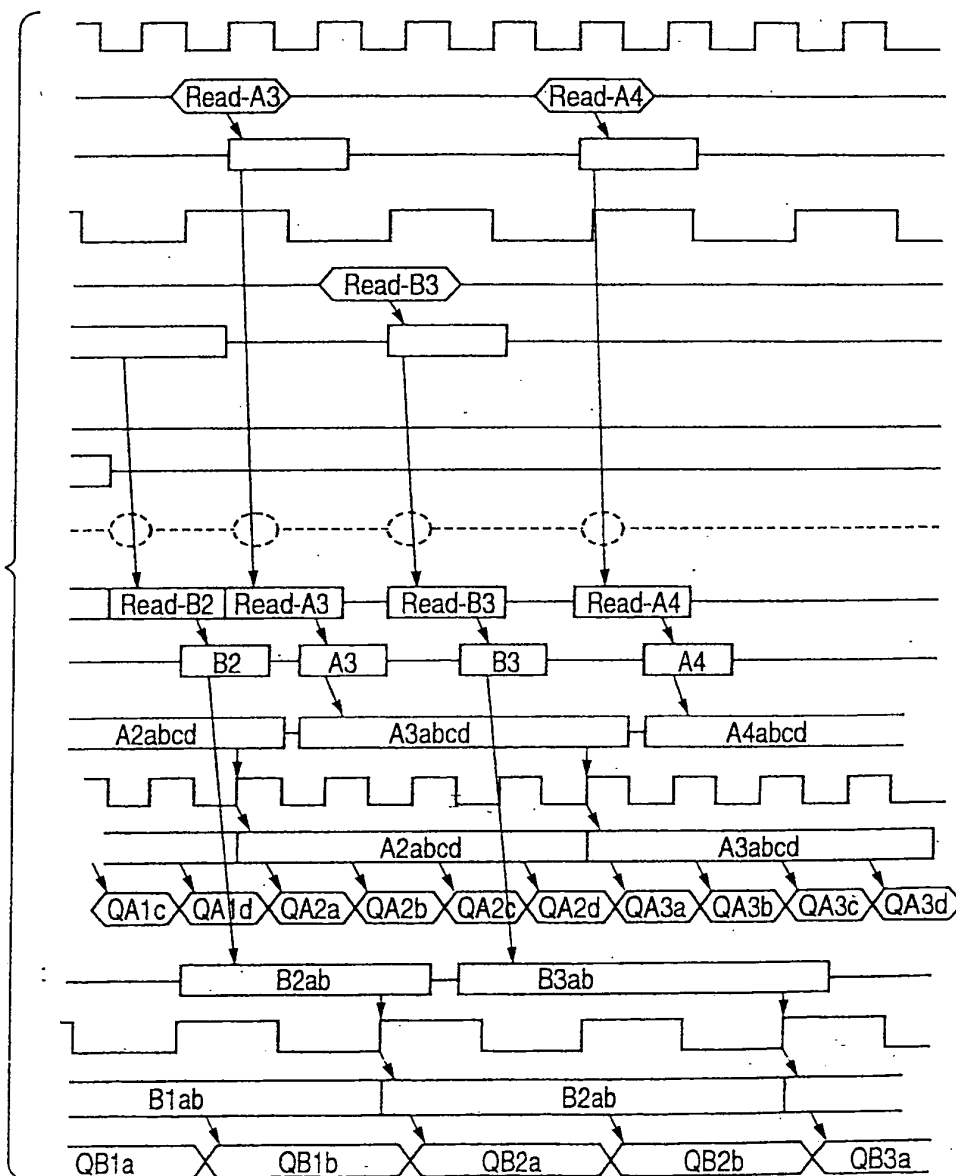 Read-A3 Read-A4
Read-B3
Read-B2 Read-A3 Read-B3 Read-A4
B2 A3 B3 A4
A2abcd A3abcd A4abcd
A2abcd A3abcd
QA1c QA1d QA2a QA2b QA2c QA2d QA3a QA3b QA3c QA3d
B2ab B3ab
B1ab B2ab
QB1a QB1b QB2a QB2b QB3a